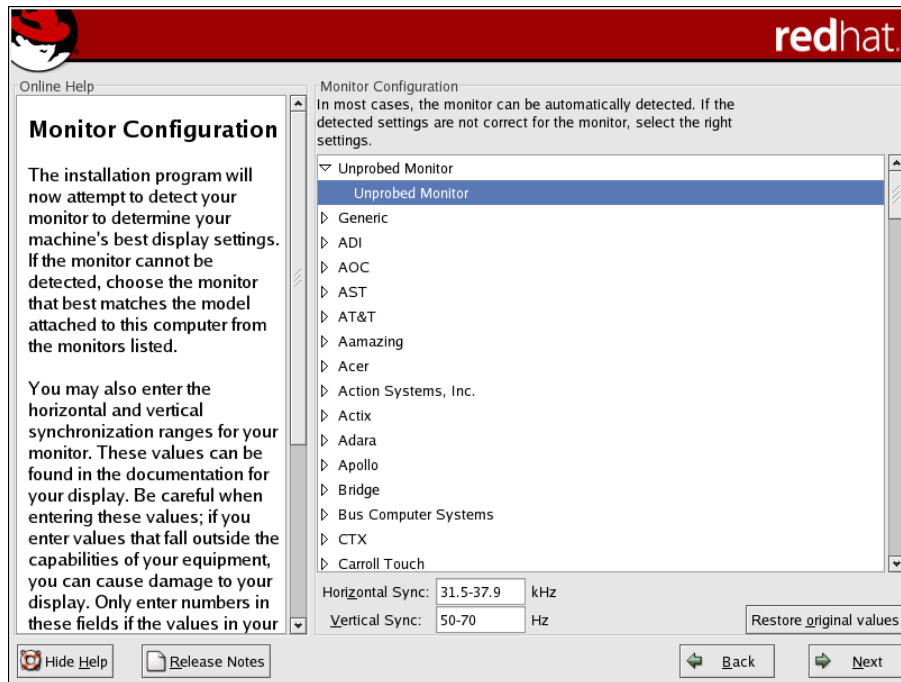 redhat.
Online Help
Monitor Configuration
The installation program will
now attempt to detect your
monitor to determine your
machine's best display settings.
If the monitor cannot be
detected, choose the monitor
that best matches the model
attached to this computer from
the monitors listed.
You may also enter the
horizontal and vertical
synchronization ranges for your
monitor. These values can be
found in the documentation for
your display. Be careful when
entering these values; if you
enter values that fall outside the
capabilities of your equipment,
you can cause damage to your
display. Only enter numbers in
these fields if the values in your
Monitor Configuration
In most cases, the monitor can be automatically detected. If the
detected settings are not correct for the monitor, select the right
settings.
Unprobed Monitor
Unprobed Monitor
Generic
ADI
AOC
AST
AT&T
Aamazing
Acer
Action Systems, Inc.
Actix
Adara
Apollo
Bridge
Bus Computer Systems
CTX
Carroll Touch
Horizontal Sync: 31.5-37.9 kHz
Vertical Sync: 50-70 Hz
Restore original values
Hide Help
Release Notes
Back
Next